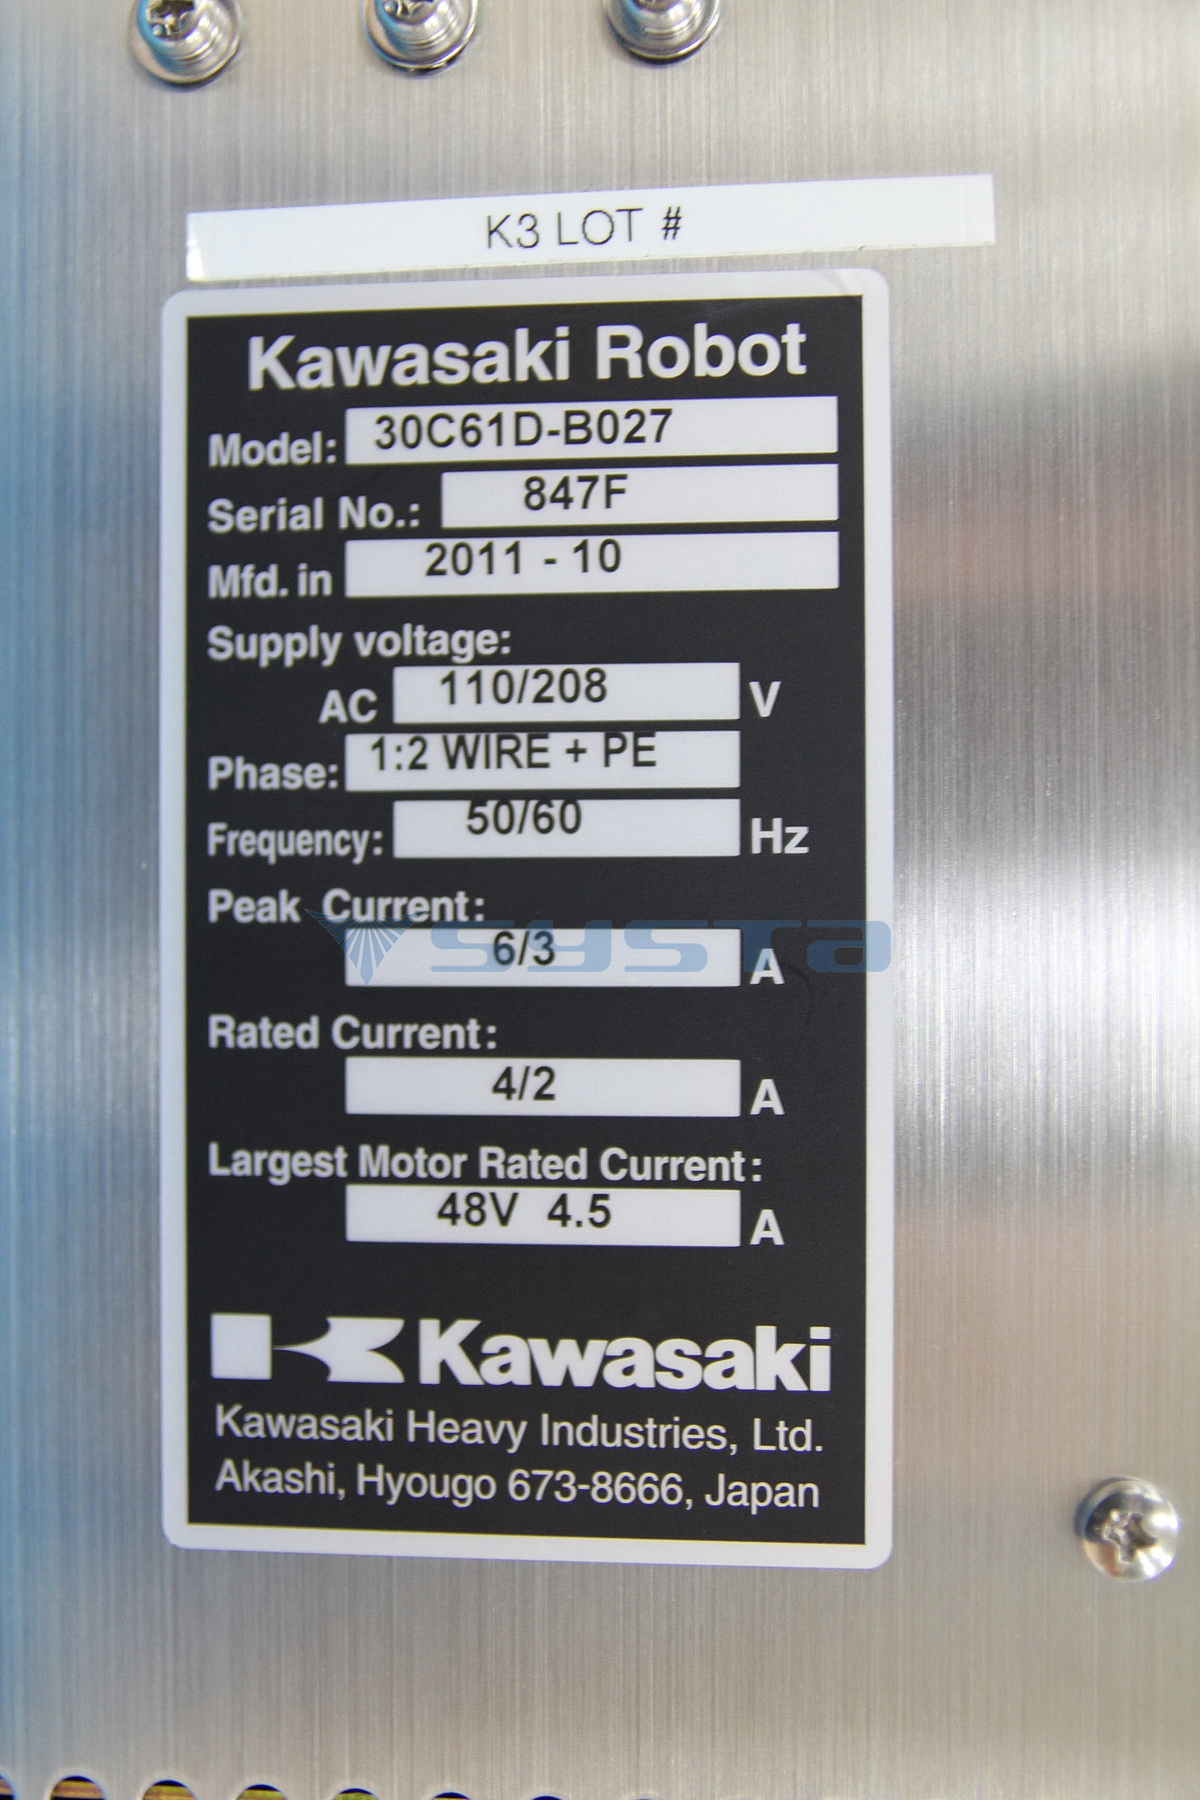 K3 LOT #
Kawasaki Robot
Model: 30C61D-B027
Serial No.: 847F
Mfd. in 2011 - 10
Supply voltage:
AC 110/208 V
Phase: 1:2 WIRE + PE
Frequency: 50/60 Hz
Peak Current:
6/3 A
systa
Rated Current:
4/2 A
Largest Motor Rated Current:
48V 4.5 A
Kawasaki
Kawasaki Heavy Industries, Ltd.
Akashi, Hyougo 673-8666, Japan